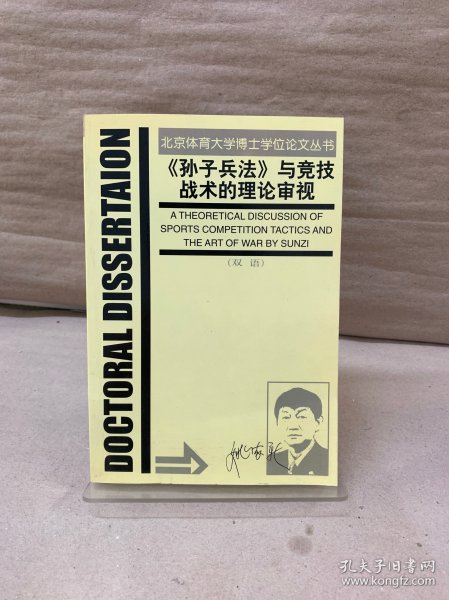 北京体育大学博士学位论文丛书
《孙子兵法》与竞技
战术的理论审视
A THEORETICAL DISCUSSION OF
SPORTS COMPETITION TACTICS AND
THE ART OF WAR BY SUNZI
(双 语)
DOCTORAL DISSERTAION
孔夫子旧书网
www.kongfz.com